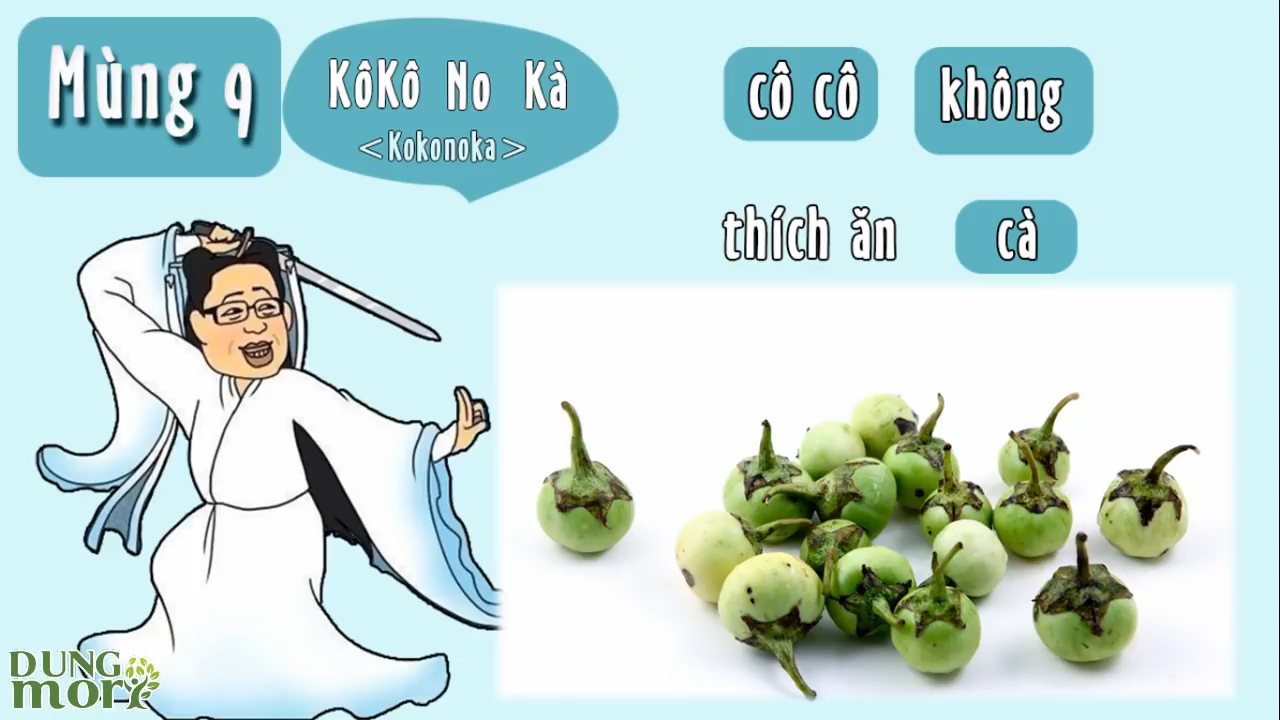 Mùng 9
KôKô No Kà
<Kokonoka>
cô cô không
thích ăn cà
DUNG
mori